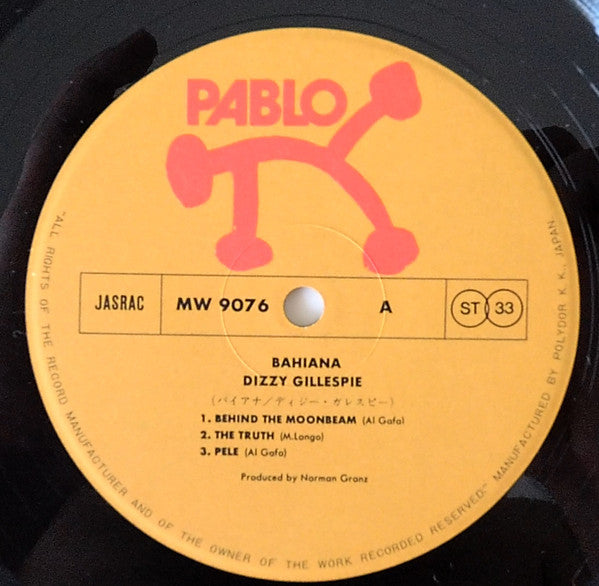 PABLO
JASRAC MW 9076 A ST 33
BAHIANA
DIZZY GILLESPIE
(バイアナ/ディジー・ガレスピー)
1. BEHIND THE MOONBEAM (Al Gafa)
2. THE TRUTH (M.Longo)
3. PELE (Al Gafa)
Produced by Norman Granz
"ALL RIGHTS OF THE RECORD MANUFACTURER AND OF THE OWNER OF THE WORK RECORDED RESERVED" MANUFACTURED BY POLYDOR K. K., JAPAN